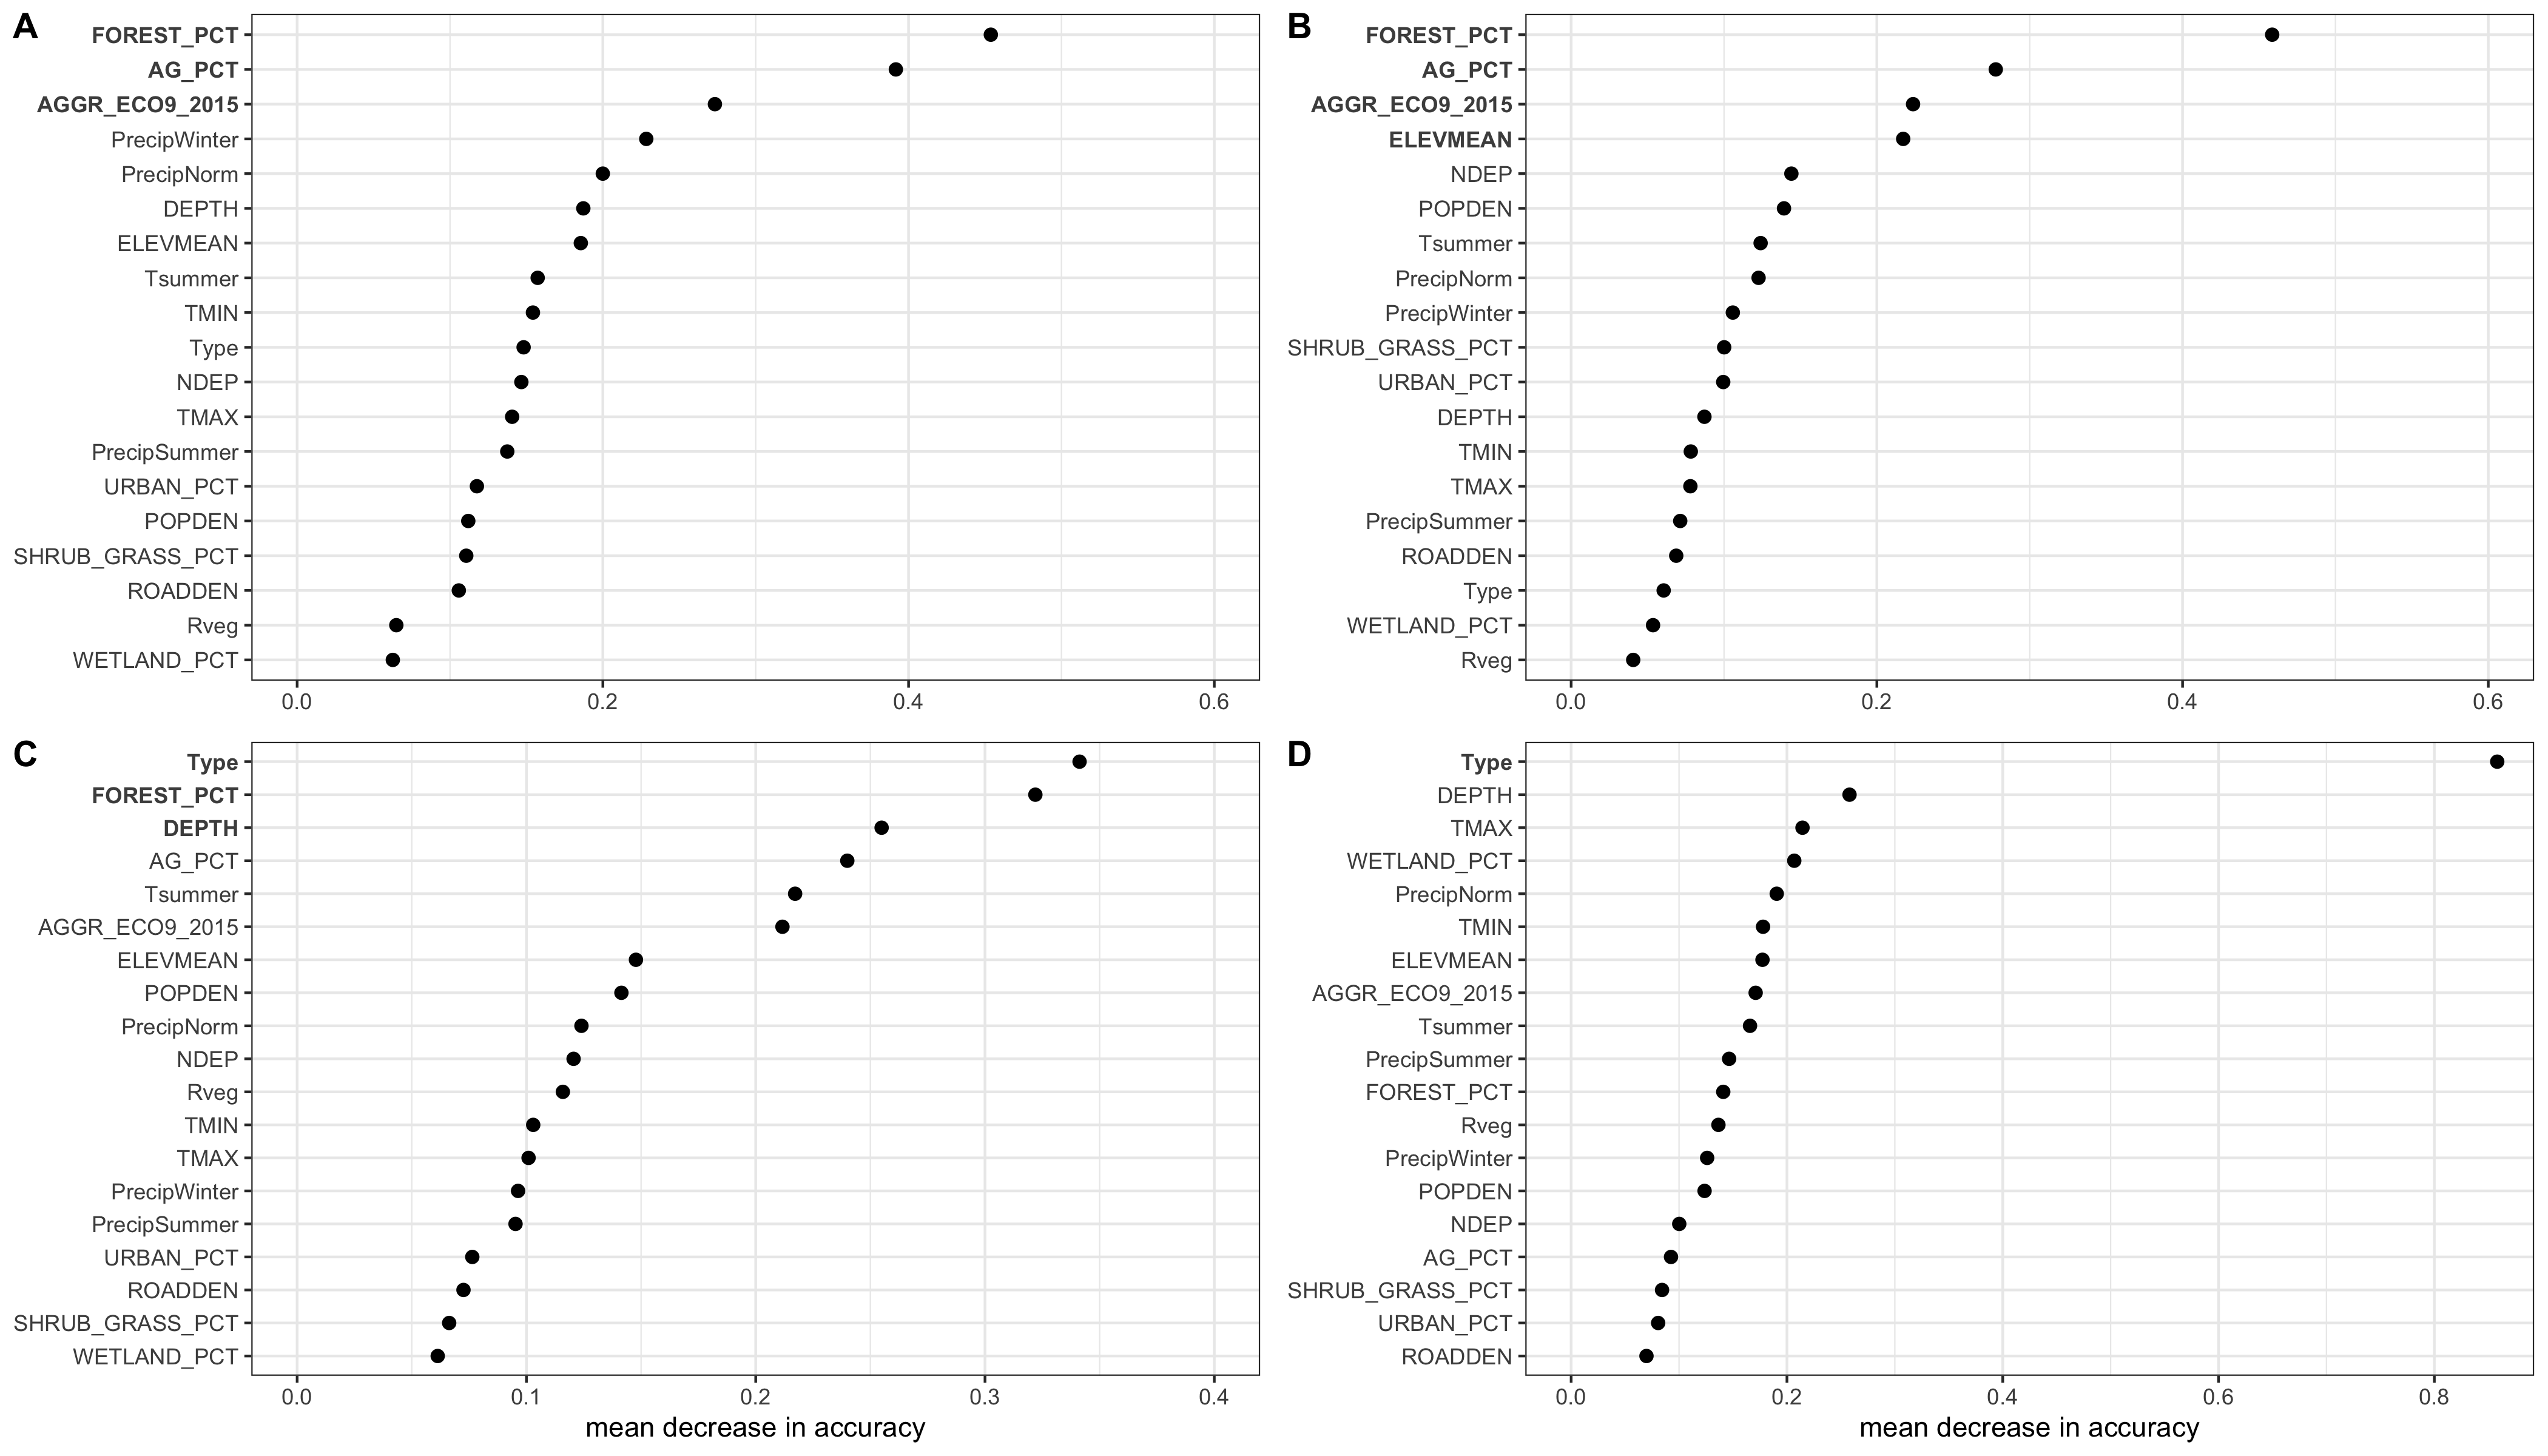 A
FOREST_PCT
AG_PCT
AGGR_ECO9_2015
PrecipWinter
PrecipNorm
DEPTH
ELEVMEAN
Tsummer
TMIN
Type
NDEP
TMAX
PrecipSummer
URBAN_PCT
POPDEN
SHRUB_GRASS_PCT
ROADDEN
Rveg
WETLAND_PCT
0.0 0.2 0.4 0.6
B
FOREST_PCT
AG_PCT
AGGR_ECO9_2015
ELEVMEAN
NDEP
POPDEN
Tsummer
PrecipNorm
PrecipWinter
SHRUB_GRASS_PCT
URBAN_PCT
DEPTH
TMIN
TMAX
PrecipSummer
ROADDEN
Type
WETLAND_PCT
Rveg
0.0 0.2 0.4 0.6
C
Type
FOREST_PCT
DEPTH
AG_PCT
Tsummer
AGGR_ECO9_2015
ELEVMEAN
POPDEN
PrecipNorm
NDEP
Rveg
TMIN
TMAX
PrecipWinter
PrecipSummer
URBAN_PCT
ROADDEN
SHRUB_GRASS_PCT
WETLAND_PCT
0.0 0.1 0.2 0.3 0.4
mean decrease in accuracy
D
Type
DEPTH
TMAX
WETLAND_PCT
PrecipNorm
TMIN
ELEVMEAN
AGGR_ECO9_2015
Tsummer
PrecipSummer
FOREST_PCT
Rveg
PrecipWinter
POPDEN
NDEP
AG_PCT
SHRUB_GRASS_PCT
URBAN_PCT
ROADDEN
0.0 0.2 0.4 0.6 0.8
mean decrease in accuracy